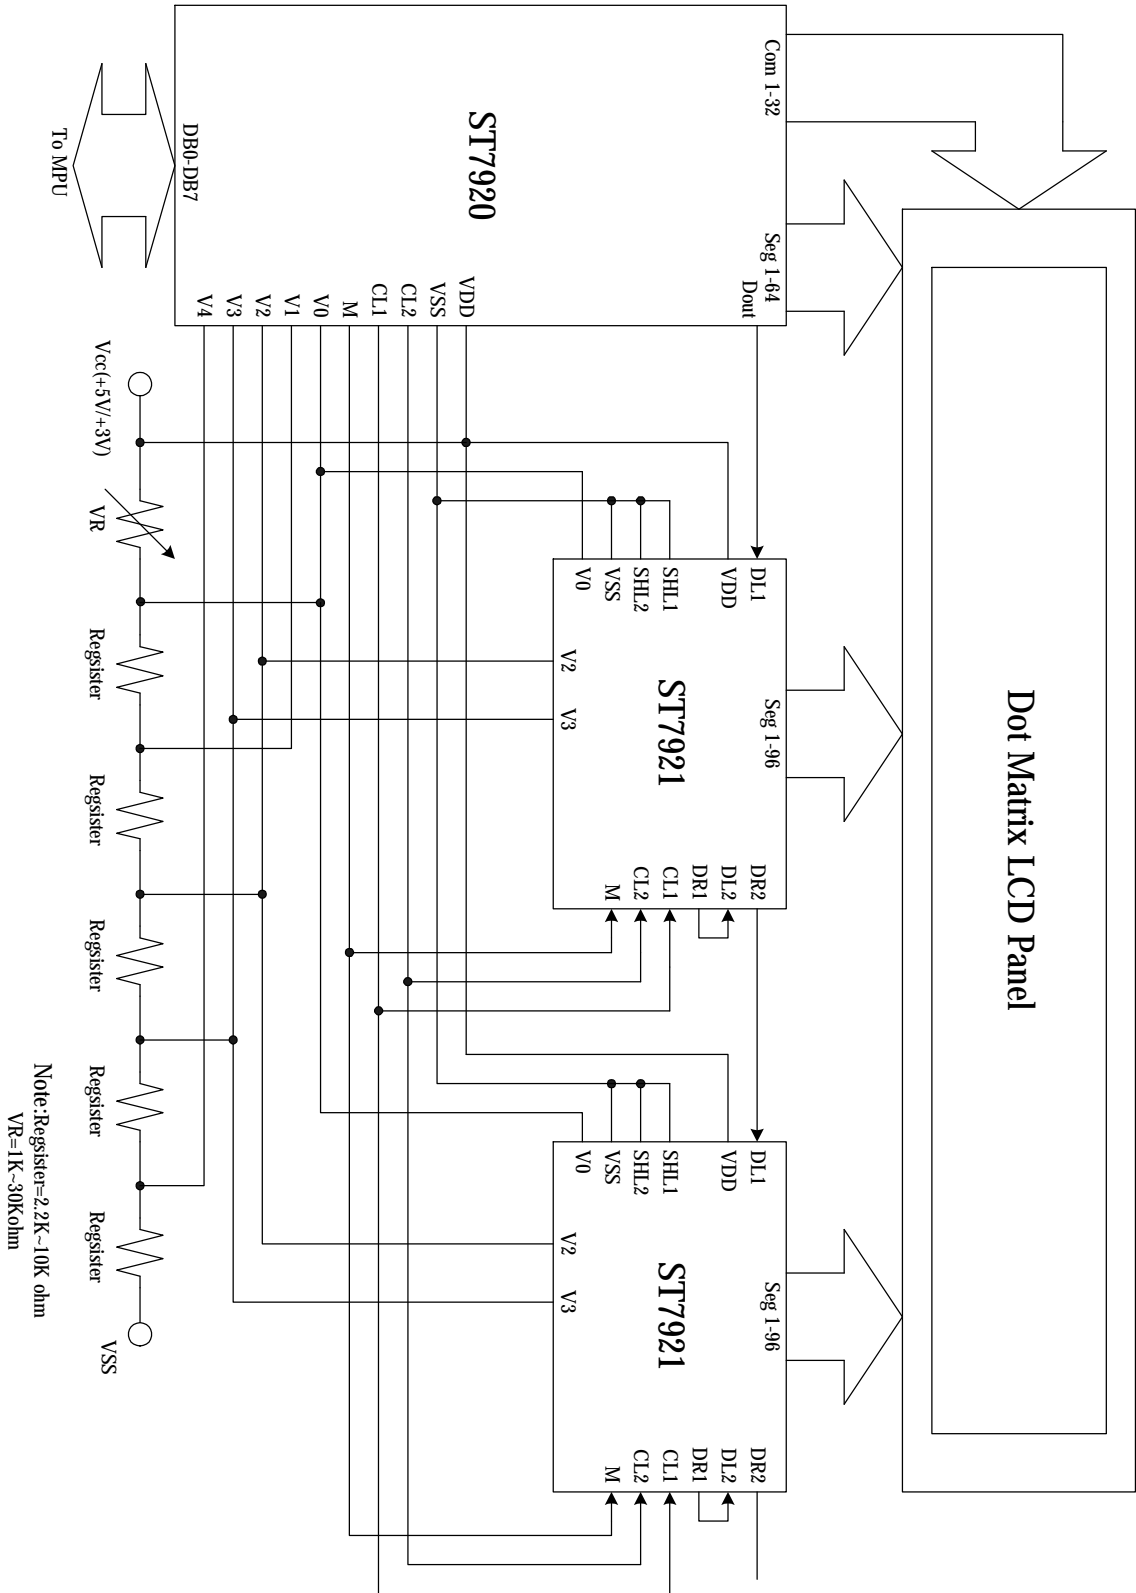 Dot Matrix LCD Panel
Com 1-32
Seg 1-64
Seg 1-96
Seg 1-96
ST7920
Dout
VDD
VSS
CL2
CL1
M
V0
V1
V2
V3
V4
DB0-DB7
To MPU
ST7921
DL1
VDD
SHL1
SHL2
VSS
V0
V2
V3
DR2
DL2
DR1
CL1
CL2
M
ST7921
DL1
VDD
SHL1
SHL2
VSS
V0
V2
V3
DR2
DL2
DR1
CL1
CL2
M
Vcc(+5V/+3V)
VR
Regsister
Regsister
Regsister
Regsister
Regsister
VSS
Note:Regsister=2.2K~10K ohm
VR=1K~30Kohm